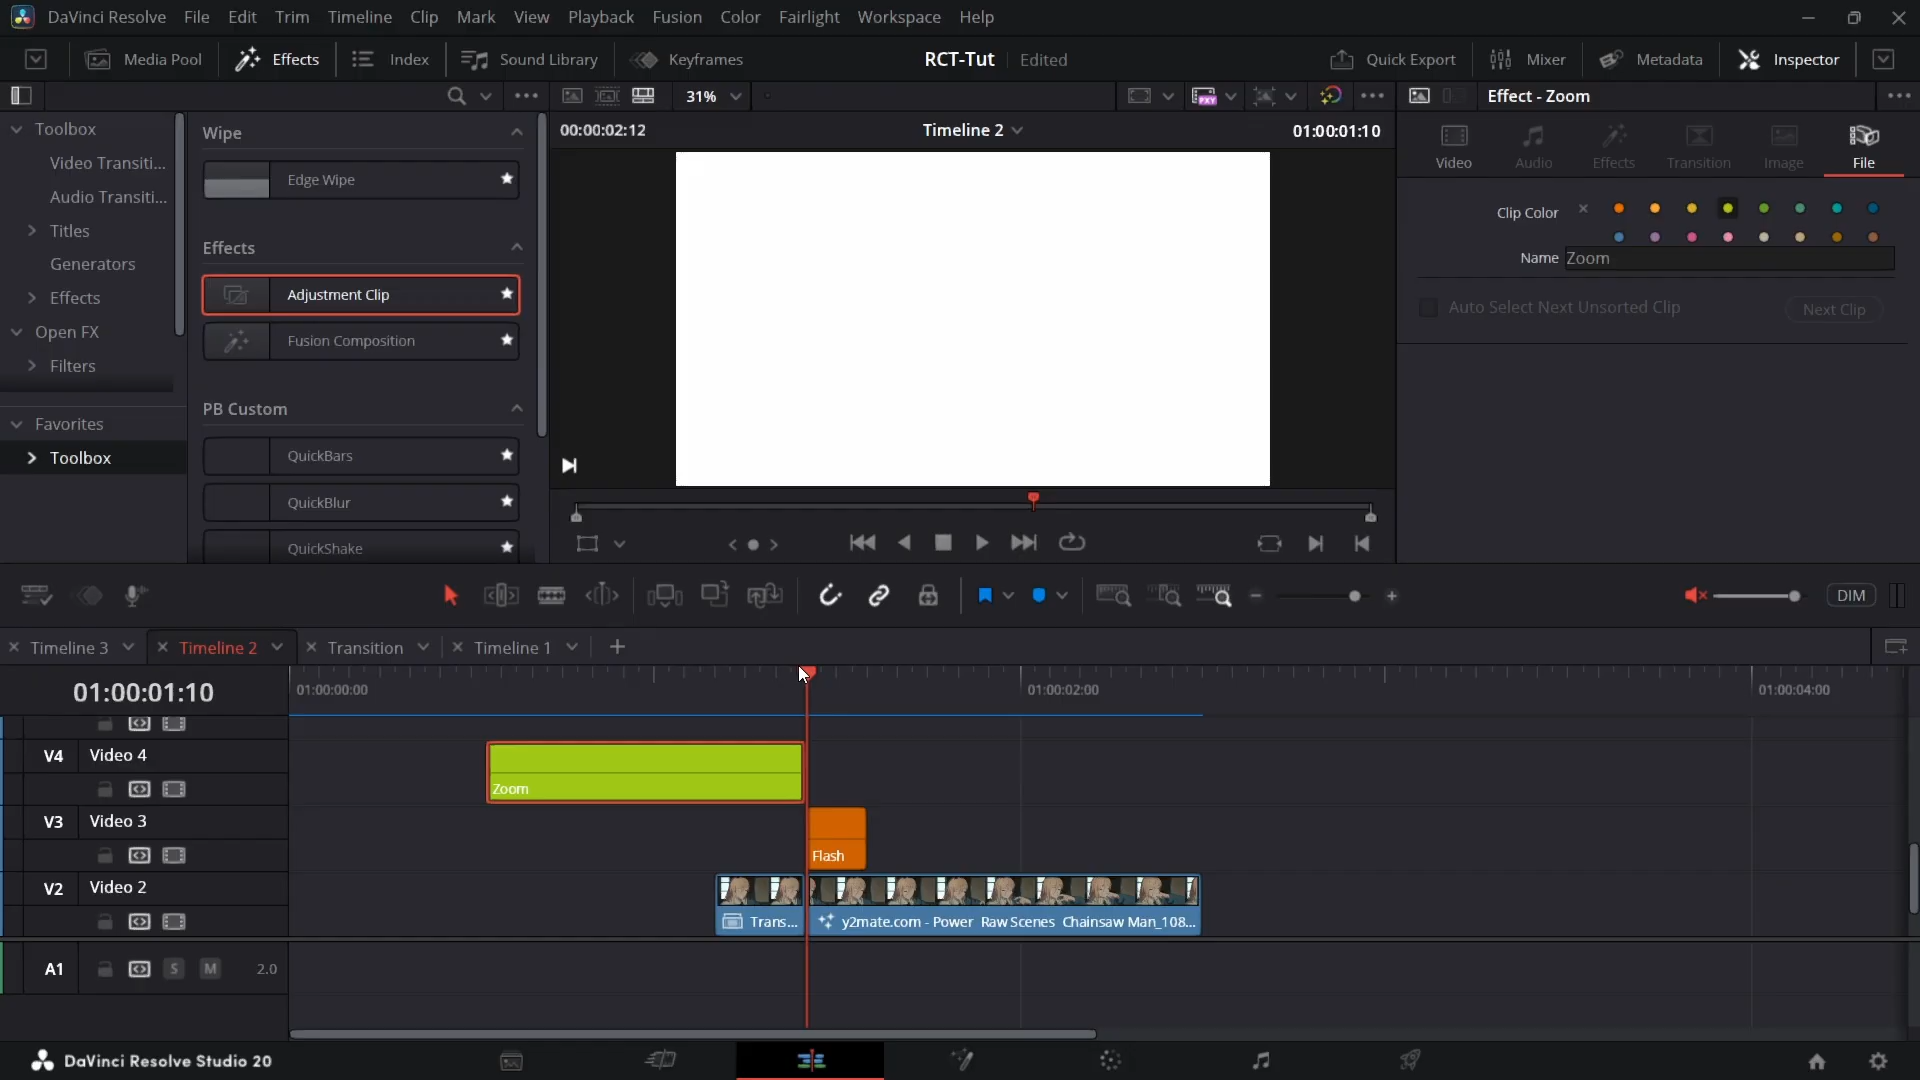 DaVinci Resolve File Edit Trim Timeline Clip Mark View Playback Fusion Color Fairlight Workspace Help
Media Pool Effects Index Sound Library Keyframes RCT-Tut Edited Quick Export Mixer Metadata Inspector
31% PXY Effect - Zoom
Toolbox
Video Transiti...
Audio Transiti...
Titles
Generators
Effects
Open FX
Filters
Favorites
Toolbox
Wipe
Edge Wipe
Effects
Adjustment Clip
Fusion Composition
PB Custom
QuickBars
QuickBlur
QuickShake
00:00:02:12 Timeline 2 01:00:01:10
Video Audio Effects Transition Image File
Clip Color
Name Zoom
Auto Select Next Unsorted Clip Next Clip
DIM
Timeline 3 Timeline 2 Transition Timeline 1
01:00:01:10 01:00:00:00 01:00:02:00 01:00:04:00
V4 Video 4
Zoom
V3 Video 3
Flash
V2 Video 2
Trans... y2mate.com - Power Raw Scenes Chainsaw Man_108...
A1 S M 2.0
DaVinci Resolve Studio 20